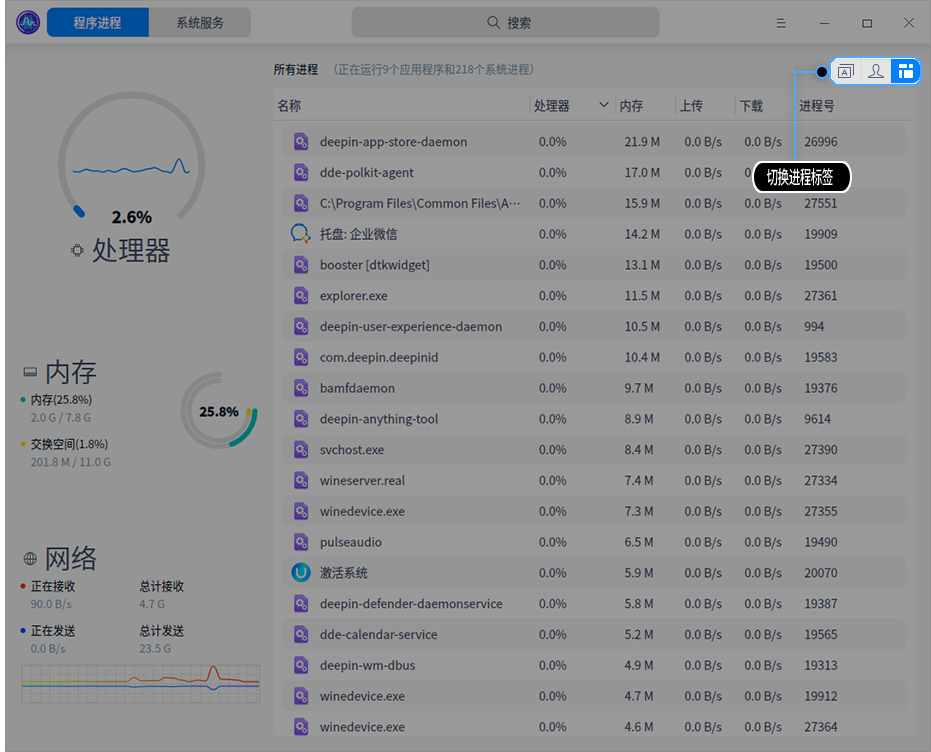 程序进程 系统服务 搜索
所有进程 (正在运行9个应用程序和218个系统进程)
名称 处理器 内存 上传 下载 进程号
deepin-app-store-daemon 0.0% 21.9 M 0.0 B/s 0.0 B/s 26996
dde-polkit-agent 0.0% 17.0 M 0.0 B/s 0
切换进程标签
C:\Program Files\Common Files\A··· 0.0% 15.9 M 0.0 B/s 0.0 B/s 27551
托盘: 企业微信 0.0% 14.2 M 0.0 B/s 0.0 B/s 19909
booster [dtkwidget] 0.0% 13.1 M 0.0 B/s 0.0 B/s 19500
explorer.exe 0.0% 11.5 M 0.0 B/s 0.0 B/s 27361
deepin-user-experience-daemon 0.0% 10.5 M 0.0 B/s 0.0 B/s 994
com.deepin.deepinid 0.0% 10.4 M 0.0 B/s 0.0 B/s 19583
bamfdaemon 0.0% 9.7 M 0.0 B/s 0.0 B/s 19376
deepin-anything-tool 0.0% 8.9 M 0.0 B/s 0.0 B/s 9614
svchost.exe 0.0% 8.4 M 0.0 B/s 0.0 B/s 27390
wineserver.real 0.0% 7.4 M 0.0 B/s 0.0 B/s 27334
winedevice.exe 0.0% 7.3 M 0.0 B/s 0.0 B/s 27355
pulseaudio 0.0% 6.5 M 0.0 B/s 0.0 B/s 19490
激活系统 0.0% 5.9 M 0.0 B/s 0.0 B/s 20070
deepin-defender-daemonservice 0.0% 5.8 M 0.0 B/s 0.0 B/s 19387
dde-calendar-service 0.0% 5.2 M 0.0 B/s 0.0 B/s 19565
deepin-wm-dbus 0.0% 4.9 M 0.0 B/s 0.0 B/s 19313
winedevice.exe 0.0% 4.7 M 0.0 B/s 0.0 B/s 19912
winedevice.exe 0.0% 4.6 M 0.0 B/s 0.0 B/s 27364
2.6%
处理器
内存
内存(25.8%)
2.0 G / 7.8 G
交换空间(1.8%)
201.8 M / 11.0 G
25.8%
网络
正在接收 总计接收
90.0 B/s 4.7 G
正在发送 总计发送
0.0 B/s 23.5 G